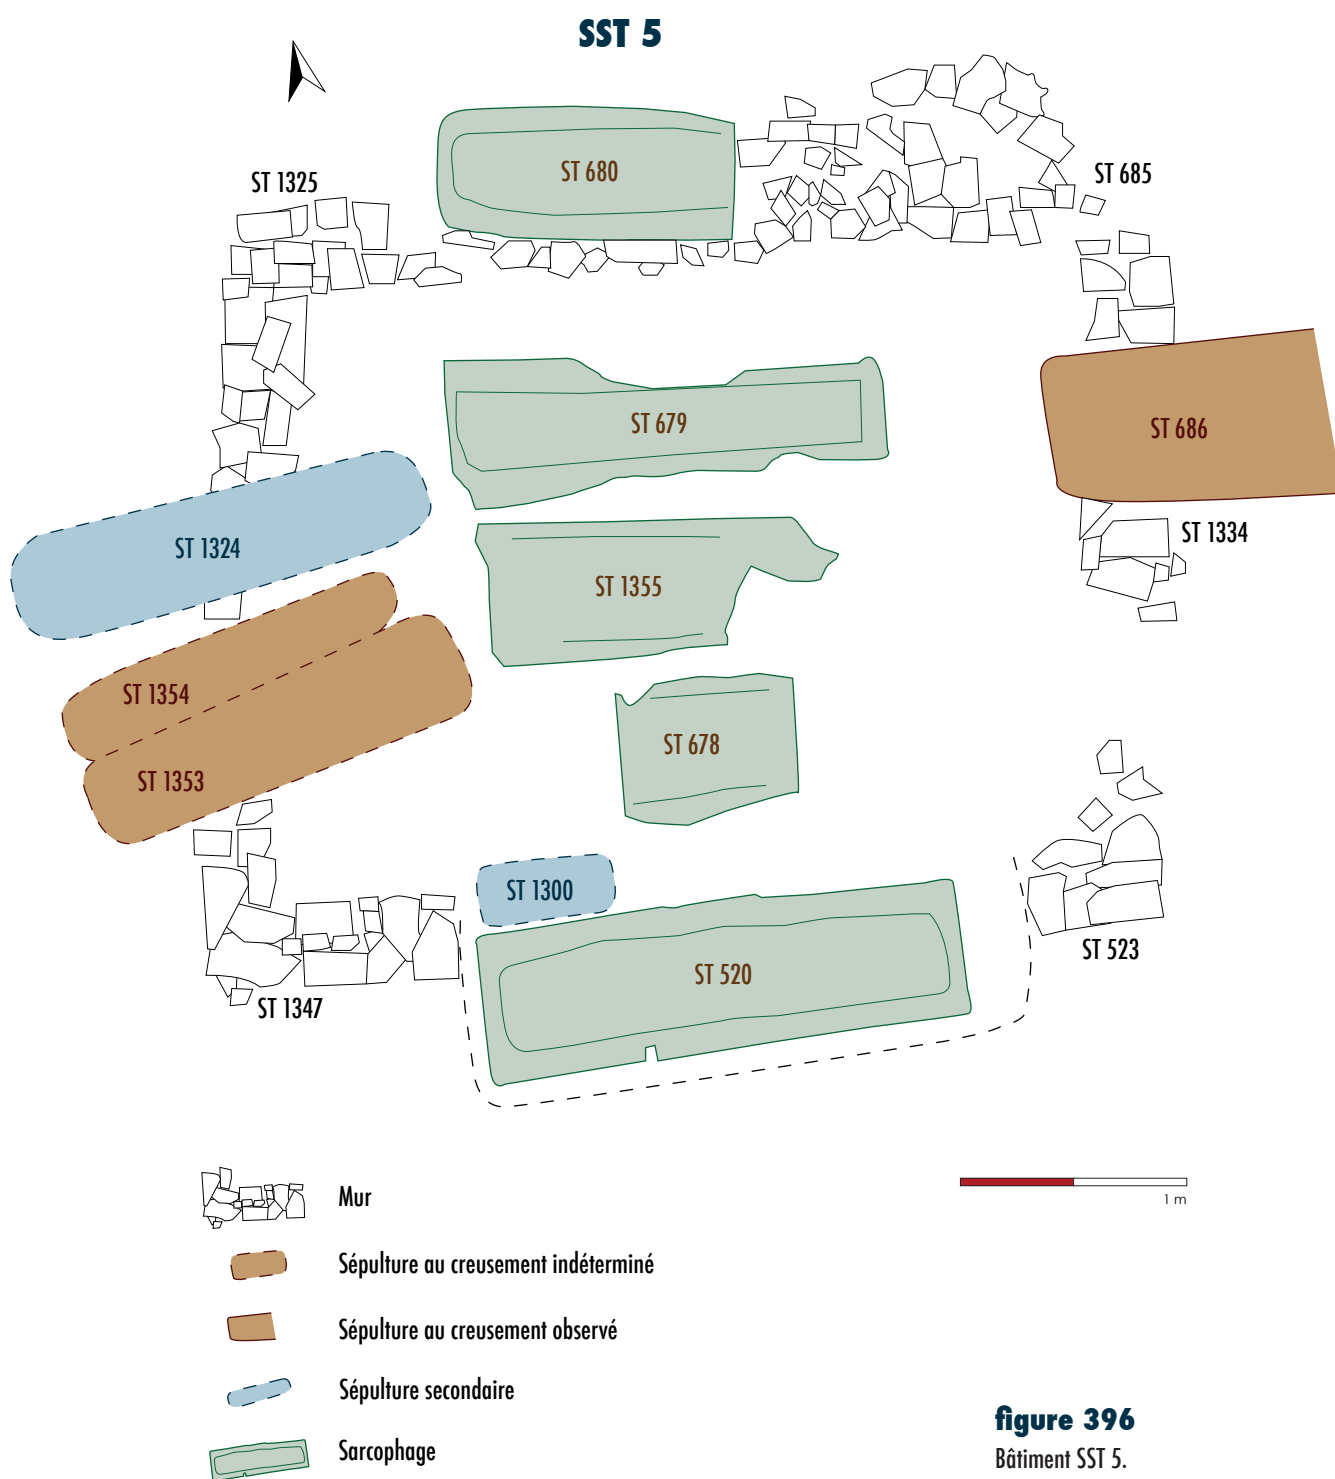 SST 5
ST 680
ST 1325
ST 685
ST 679
ST 686
ST 1324
ST 1334
ST 1355
ST 1354
ST 678
ST 1353
ST 1300
ST 520
ST 523
ST 1347
Mur
1 m
Sépulture au creusement indéterminé
Sépulture au creusement observé
Sépulture secondaire
Sarcophage
figure 396
Bâtiment SST 5.